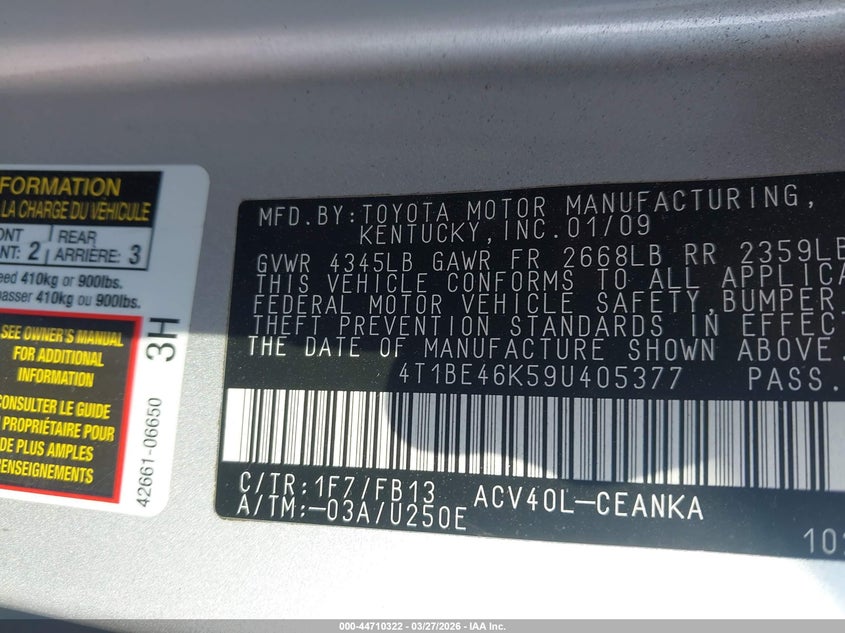 FORMATION
LA CHARGE DU VÉHICULE
ONT
NT: 2
REAR
ARRIÈRE: 3
eed 410kg or 900lbs.
passer 410kg ou 900lbs.
SEE OWNER'S MANUAL
FOR ADDITIONAL
INFORMATION
CONSULTER LE GUIDE
PROPRIÉTAIRE POUR
DE PLUS AMPLES
RENSEIGNEMENTS
3H
42661-06650
MFD.BY:TOYOTA MOTOR MANUFACTURING,
KENTUCKY,INC.01/09
GVWR 4345LB GAWR FR 2668LB RR 2359LB
THIS VEHICLE CONFORMS TO ALL APPLICA
FEDERAL MOTOR VEHICLE SAFETY,BUMPER
THEFT PREVENTION STANDARDS IN EFFECT
THE DATE OF MANUFACTURE SHOWN ABOVE.
4T1BE46K59U405377 PASS.
C/TR:1F7/FB13 ACV40L-CEANKA
A/TM:-03A/U250E
10
000-44710322 — 03/27/2026 — IAA Inc.